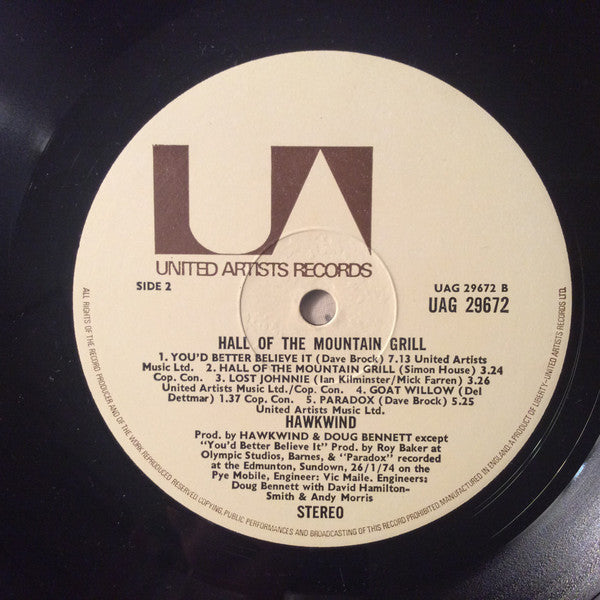 UA
UNITED ARTISTS RECORDS
SIDE 2
UAG 29672 B
UAG 29672
HALL OF THE MOUNTAIN GRILL
1. YOU'D BETTER BELIEVE IT (Dave Brock) 7.13 United Artists
Music Ltd. 2. HALL OF THE MOUNTAIN GRILL (Simon House) 3.24
Cop. Con. 3. LOST JOHNNIE (Ian Kilminster/Mick Farren) 3.26
United Artists Music Ltd./Cop. Con. 4. GOAT WILLOW (Del
Dettmar) 1.37 Cop. Con. 5. PARADOX (Dave Brock) 5.25
United Artists Music Ltd.
HAWKWIND
Prod. by HAWKWIND & DOUG BENNETT except
"You'd Better Believe It" Prod. by Roy Baker at
Olympic Studios, Barnes, & "Paradox" recorded
at the Edmunton, Sundown, 26/1/74 on the
Pye Mobile, Engineer: Vic Maile. Engineers:
Doug Bennett with David Hamilton-
Smith & Andy Morris
STEREO
ALL RIGHTS OF THE RECORD PRODUCER AND OF THE WORK REPRODUCED RESERVED COPYING, PUBLIC PERFORMANCES AND BROADCASTING OF THIS RECORD PROHIBITED. MANUFACTURED IN ENGLAND. A PRODUCT OF LIBERTY-UNITED ARTISTS RECORDS LTD.